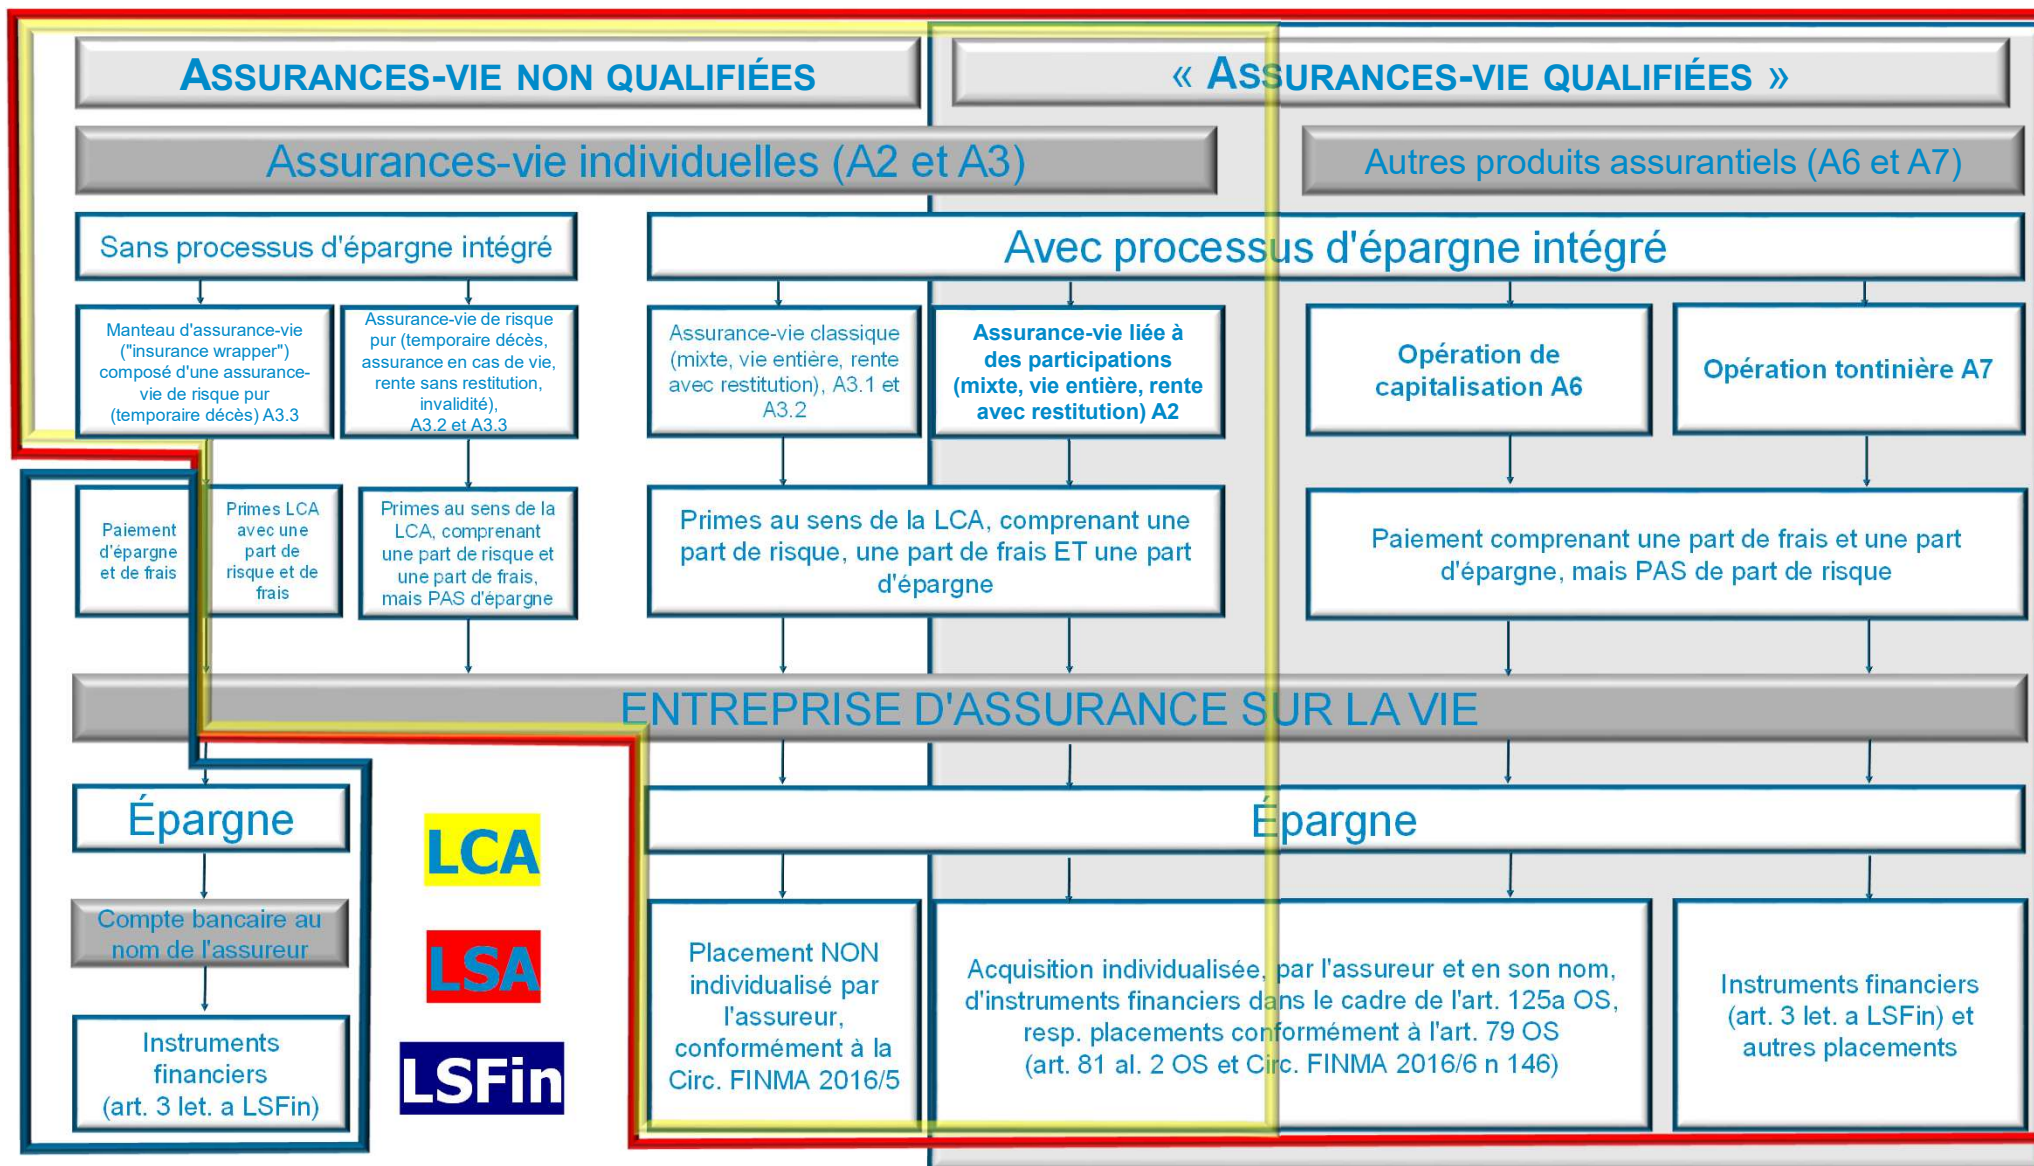 ASSURANCES-VIE NON QUALIFIÉES
« ASSURANCES-VIE QUALIFIÉES »
Assurances-vie individuelles (A2 et A3)
Autres produits assurantiels (A6 et A7)
Sans processus d'épargne intégré
Avec processus d'épargne intégré
Manteau d'assurance-vie
("insurance wrapper")
composé d'une assurance-
vie de risque pur
(temporaire décès) A3.3
Assurance-vie de risque
pur (temporaire décès,
assurance en cas de vie,
rente sans restitution,
invalidité),
A3.2 et A3.3
Assurance-vie classique
(mixte, vie entière, rente
avec restitution), A3.1 et
A3.2
Assurance-vie liée à
des participations
(mixte, vie entière, rente
avec restitution) A2
Opération de
capitalisation A6
Opération tontinière A7
Paiement
d'épargne
et de frais
Primes LCA
avec une
part de
risque et de
frais
Primes au sens de la
LCA, comprenant
une part de risque et
une part de frais,
mais PAS d'épargne
Primes au sens de la LCA, comprenant une
part de risque, une part de frais ET une part
d'épargne
Paiement comprenant une part de frais et une part
d'épargne, mais PAS de part de risque
ENTREPRISE D'ASSURANCE SUR LA VIE
Épargne
Épargne
Compte bancaire au
nom de l'assureur
Instruments
financiers
(art. 3 let. a LSFin)
LCA
LSA
LSFin
Placement NON
individualisé par
l'assureur,
conformément à la
Circ. FINMA 2016/5
Acquisition individualisée, par l'assureur et en son nom,
d'instruments financiers dans le cadre de l'art. 125a OS,
resp. placements conformément à l'art. 79 OS
(art. 81 al. 2 OS et Circ. FINMA 2016/6 n 146)
Instruments financiers
(art. 3 let. a LSFin) et
autres placements